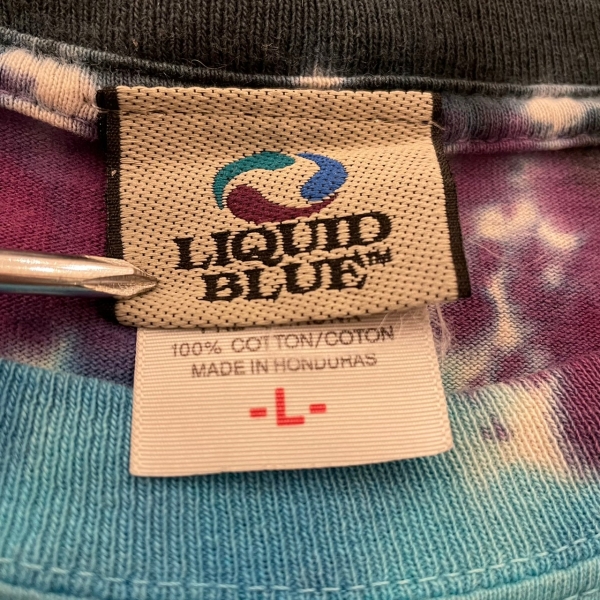 LIQUID
BLUE™
100% COTTON/COTON
MADE IN HONDURAS
-L-